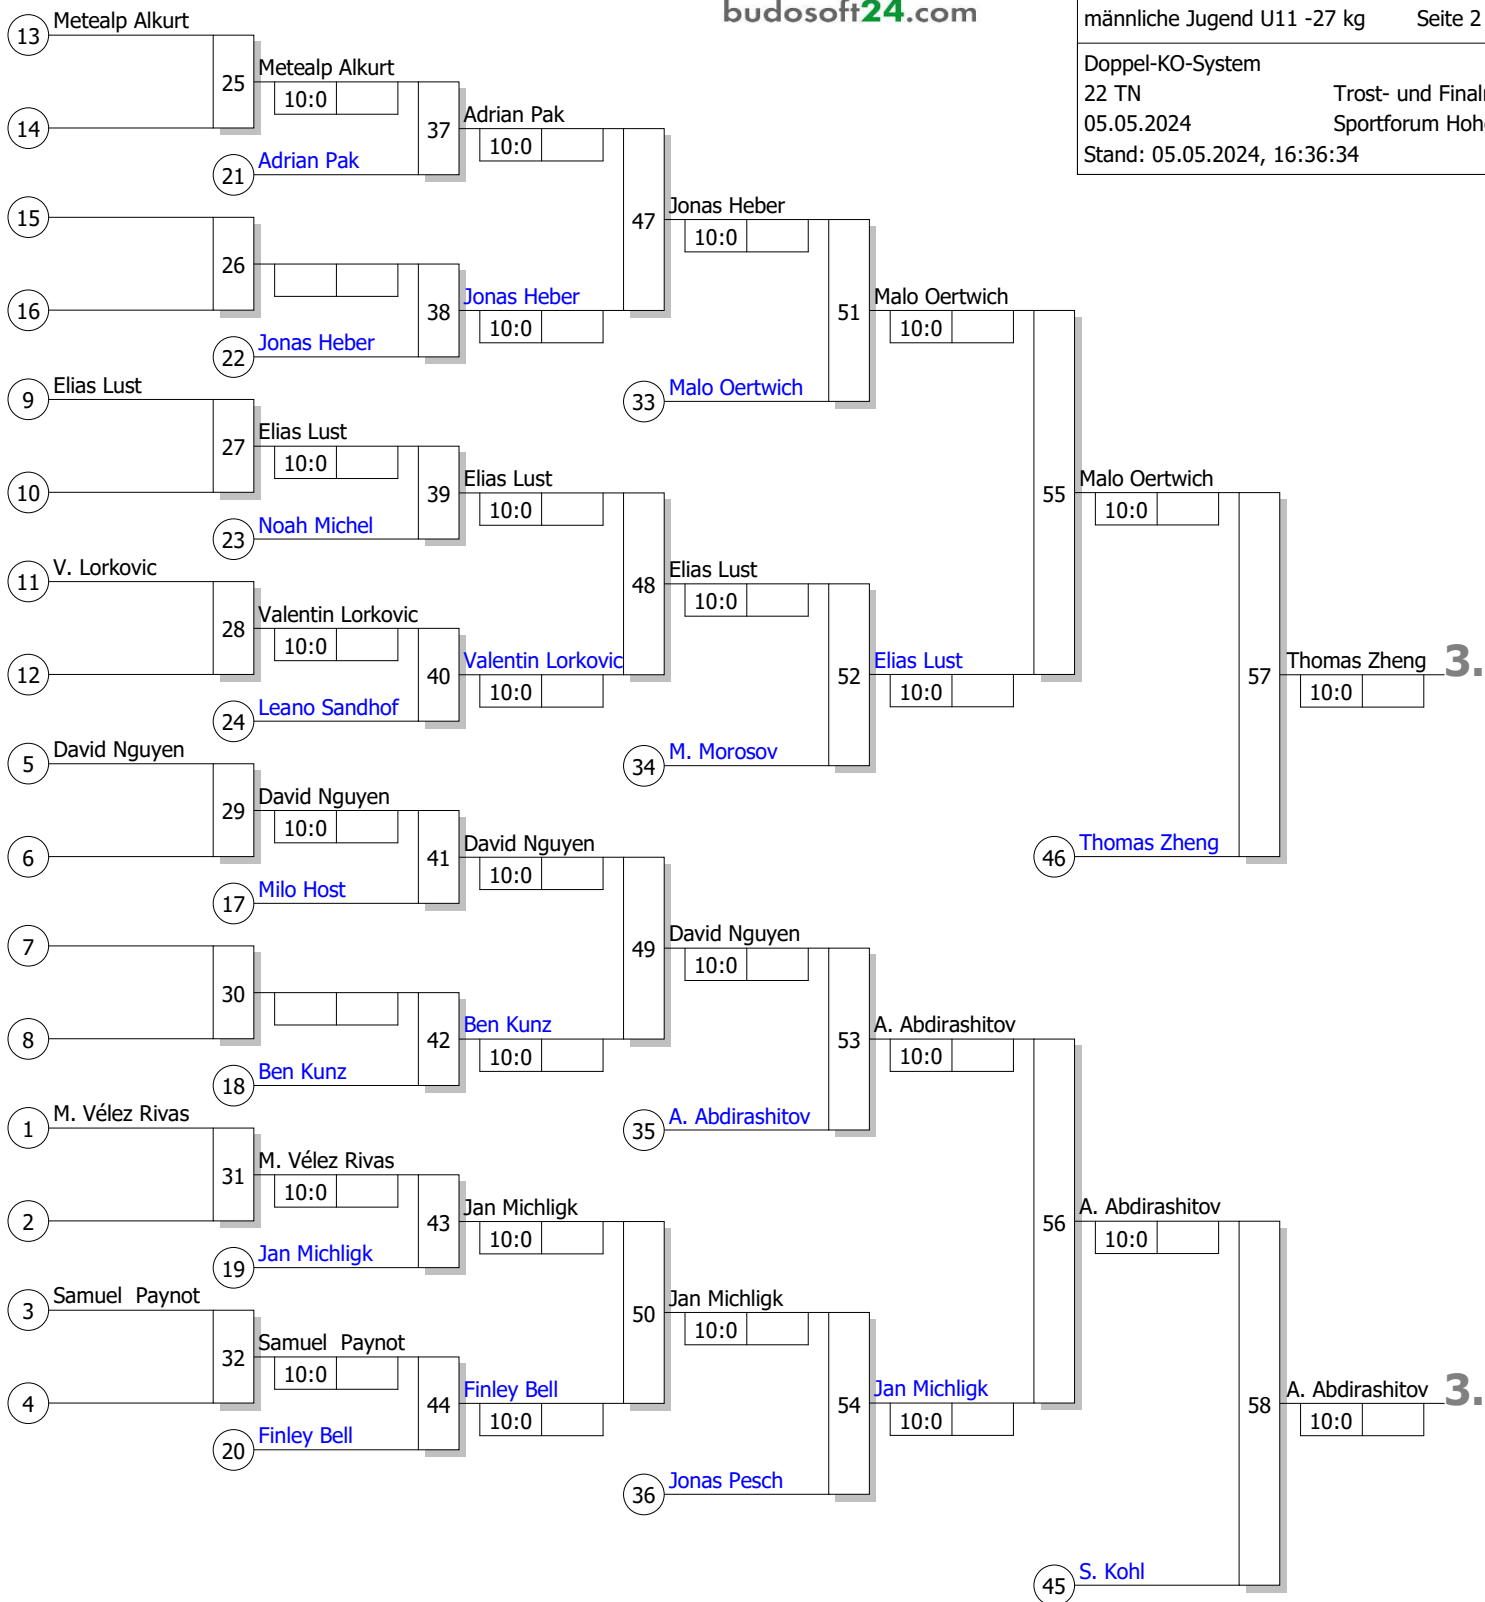 budosoft24.com
männliche Jugend U11 -27 kg Seite 2
Doppel-KO-System
22 TN Trost- und Finalr
05.05.2024 Sportforum Hoh
Stand: 05.05.2024, 16:36:34
13 Metealp Alkurt
25 Metealp Alkurt
10:0
14
37 Adrian Pak
10:0
21 Adrian Pak
15
47 Jonas Heber
10:0
26
16
38 Jonas Heber
10:0
22 Jonas Heber
51 Malo Oertwich
10:0
33 Malo Oertwich
9 Elias Lust
27 Elias Lust
10:0
10
39 Elias Lust
10:0
23 Noah Michel
55 Malo Oertwich
10:0
11 V. Lorkovic
48 Elias Lust
10:0
28 Valentin Lorkovic
10:0
12
40 Valentin Lorkovic
10:0
24 Leano Sandhof
52 Elias Lust
10:0
34 M. Morosov
57 Thomas Zheng 3.
10:0
5 David Nguyen
29 David Nguyen
10:0
6
41 David Nguyen
10:0
46 Thomas Zheng
17 Milo Host
7
49 David Nguyen
10:0
30
8
42 Ben Kunz
10:0
18 Ben Kunz
53 A. Abdirashitov
10:0
35 A. Abdirashitov
1 M. Vélez Rivas
31 M. Vélez Rivas
10:0
2
43 Jan Michligk
10:0
19 Jan Michligk
56 A. Abdirashitov
10:0
3 Samuel Paynot
50 Jan Michligk
10:0
32 Samuel Paynot
10:0
4
44 Finley Bell
10:0
20 Finley Bell
54 Jan Michligk
10:0
36 Jonas Pesch
58 A. Abdirashitov 3.
10:0
45 S. Kohl